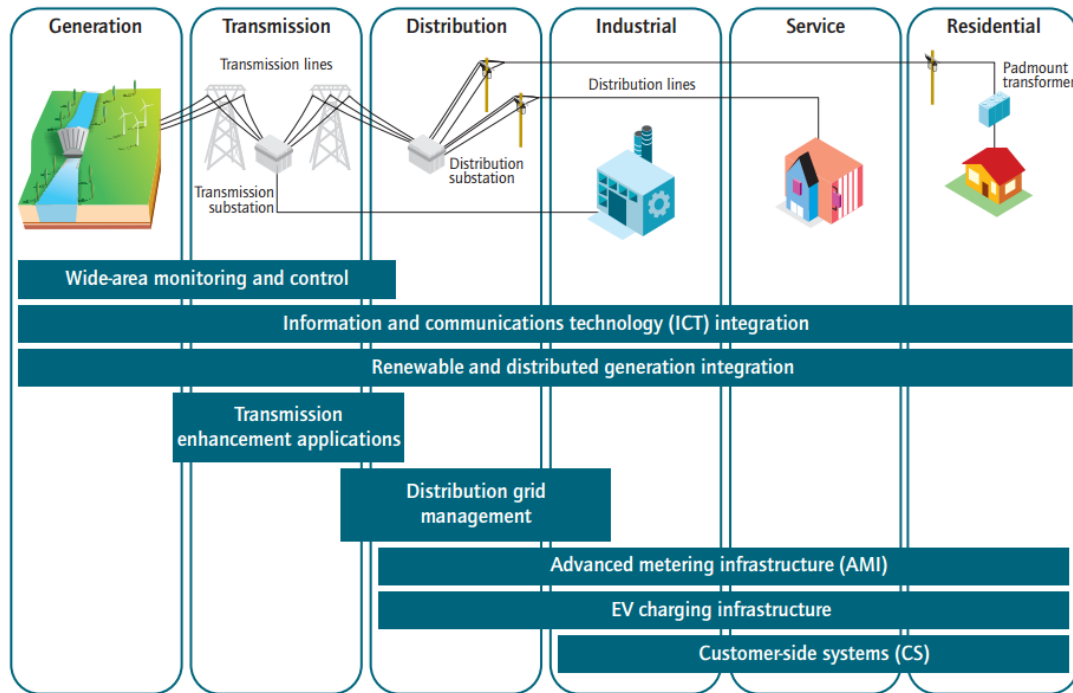 Generation
Transmission
Distribution
Industrial
Service
Residential
Transmission lines
Padmount
transformer
Distribution lines
Distribution
substation
Transmission
substation
Wide-area monitoring and control
Information and communications technology (ICT) integration
Renewable and distributed generation integration
Transmission
enhancement applications
Distribution grid
management
Advanced metering infrastructure (AMI)
EV charging infrastructure
Customer-side systems (CS)